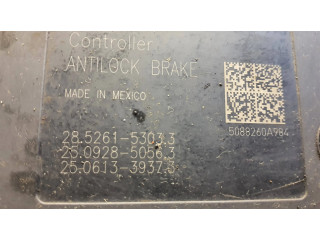 Controller
ANTILOCK BRAKE
MADE IN MEXICO
5088260A984
28.5261-5303.3
25.0928-5056.3
25.0613-3937.3